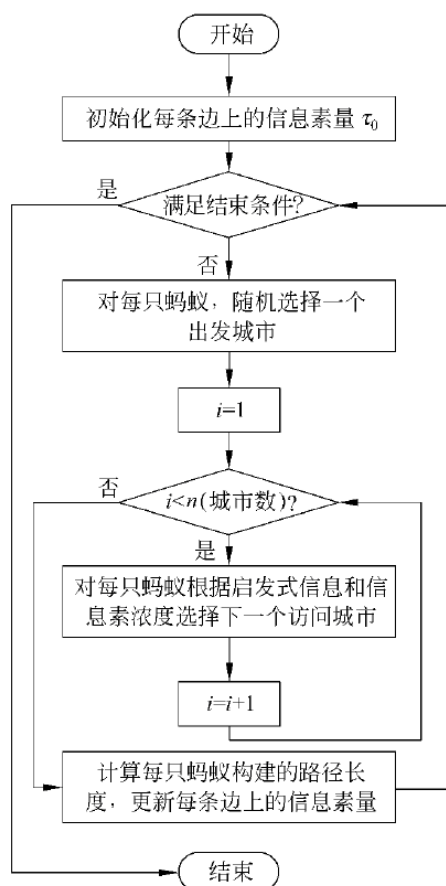 开始
初始化每条边上的信息素量 τ₀
是
满足结束条件?
否
对每只蚂蚁，随机选择一个
出发城市
i=1
否
i<n(城市数)?
是
对每只蚂蚁根据启发式信息和信
息素浓度选择下一个访问城市
i=i+1
计算每只蚂蚁构建的路径长
度，更新每条边上的信息素量
结束